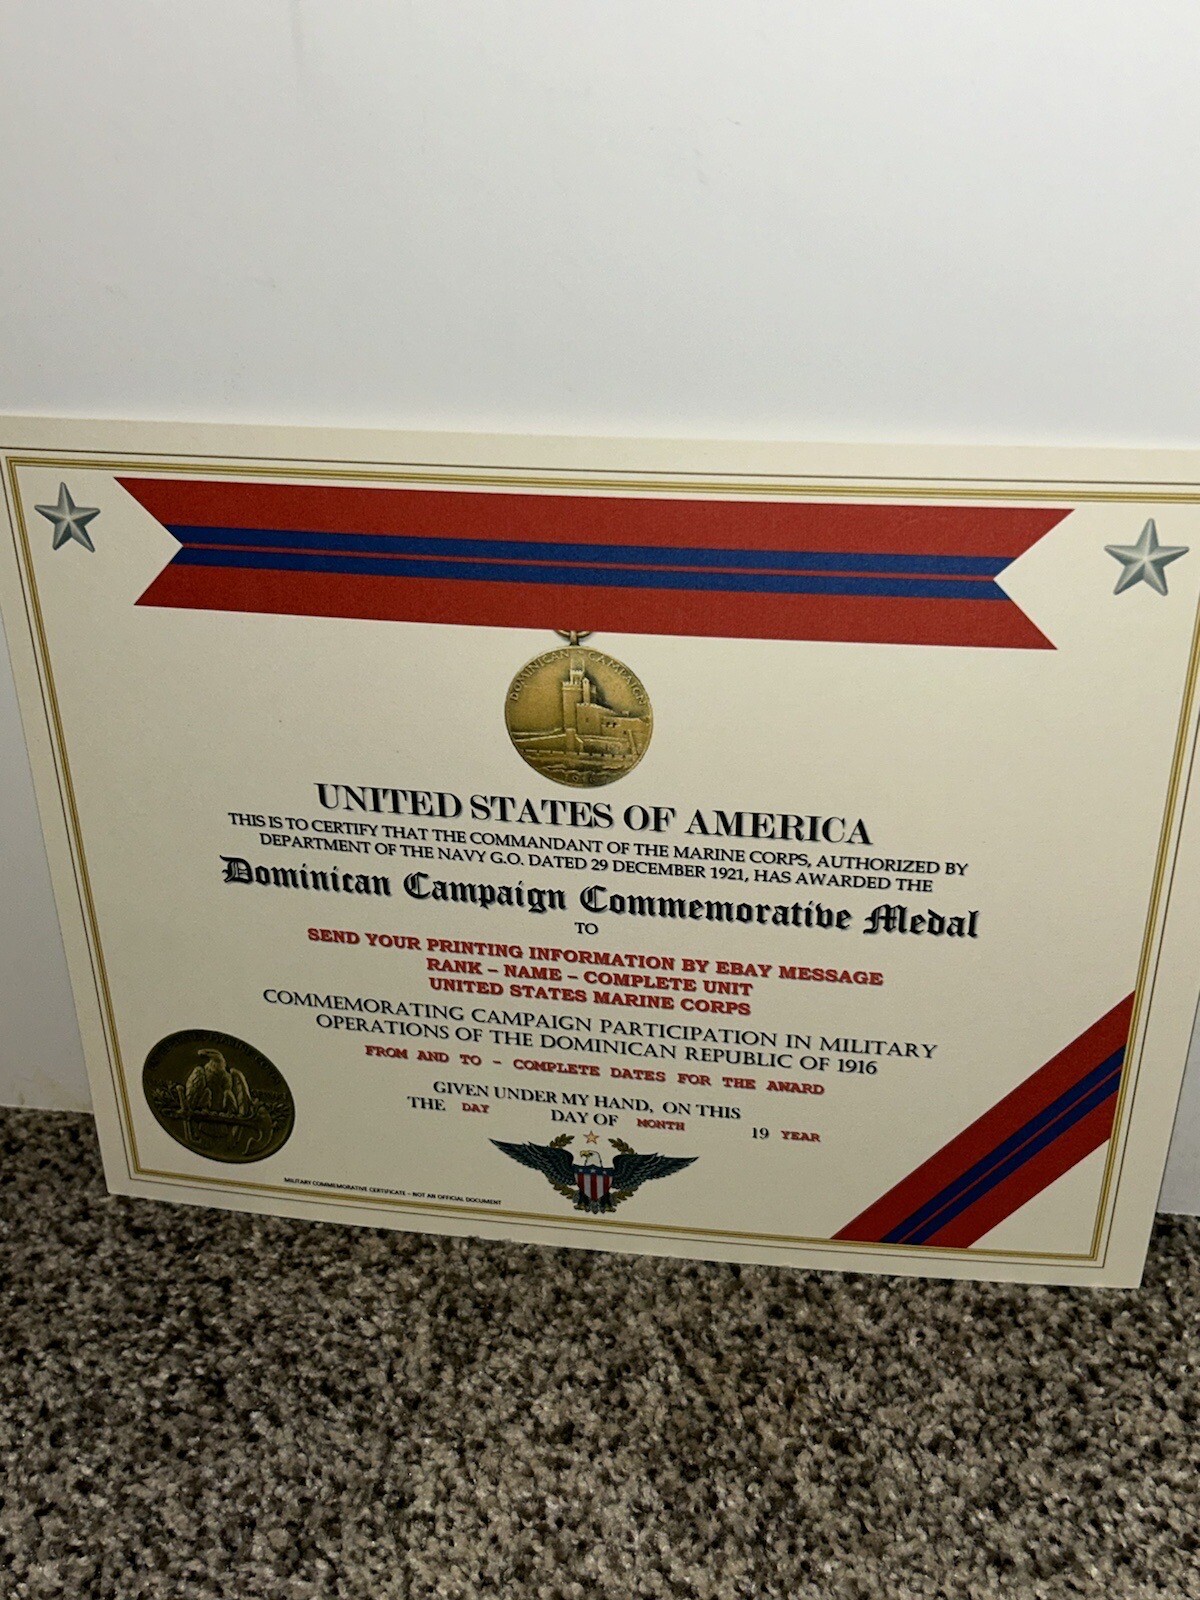 DOMINICAN CAMPAIGN
UNITED STATES OF AMERICA
THIS IS TO CERTIFY THAT THE COMMANDANT OF THE MARINE CORPS, AUTHORIZED BY
DEPARTMENT OF THE NAVY G.O. DATED 29 DECEMBER 1921, HAS AWARDED THE
Dominican Campaign Commemorative Medal
TO
SEND YOUR PRINTING INFORMATION BY EBAY MESSAGE
RANK – NAME – COMPLETE UNIT
UNITED STATES MARINE CORPS
COMMEMORATING CAMPAIGN PARTICIPATION IN MILITARY
OPERATIONS OF THE DOMINICAN REPUBLIC OF 1916
FROM AND TO – COMPLETE DATES FOR THE AWARD
GIVEN UNDER MY HAND, ON THIS
THE DAY DAY OF MONTH 19 YEAR
MILITARY COMMEMORATIVE CERTIFICATE – NOT AN OFFICIAL DOCUMENT